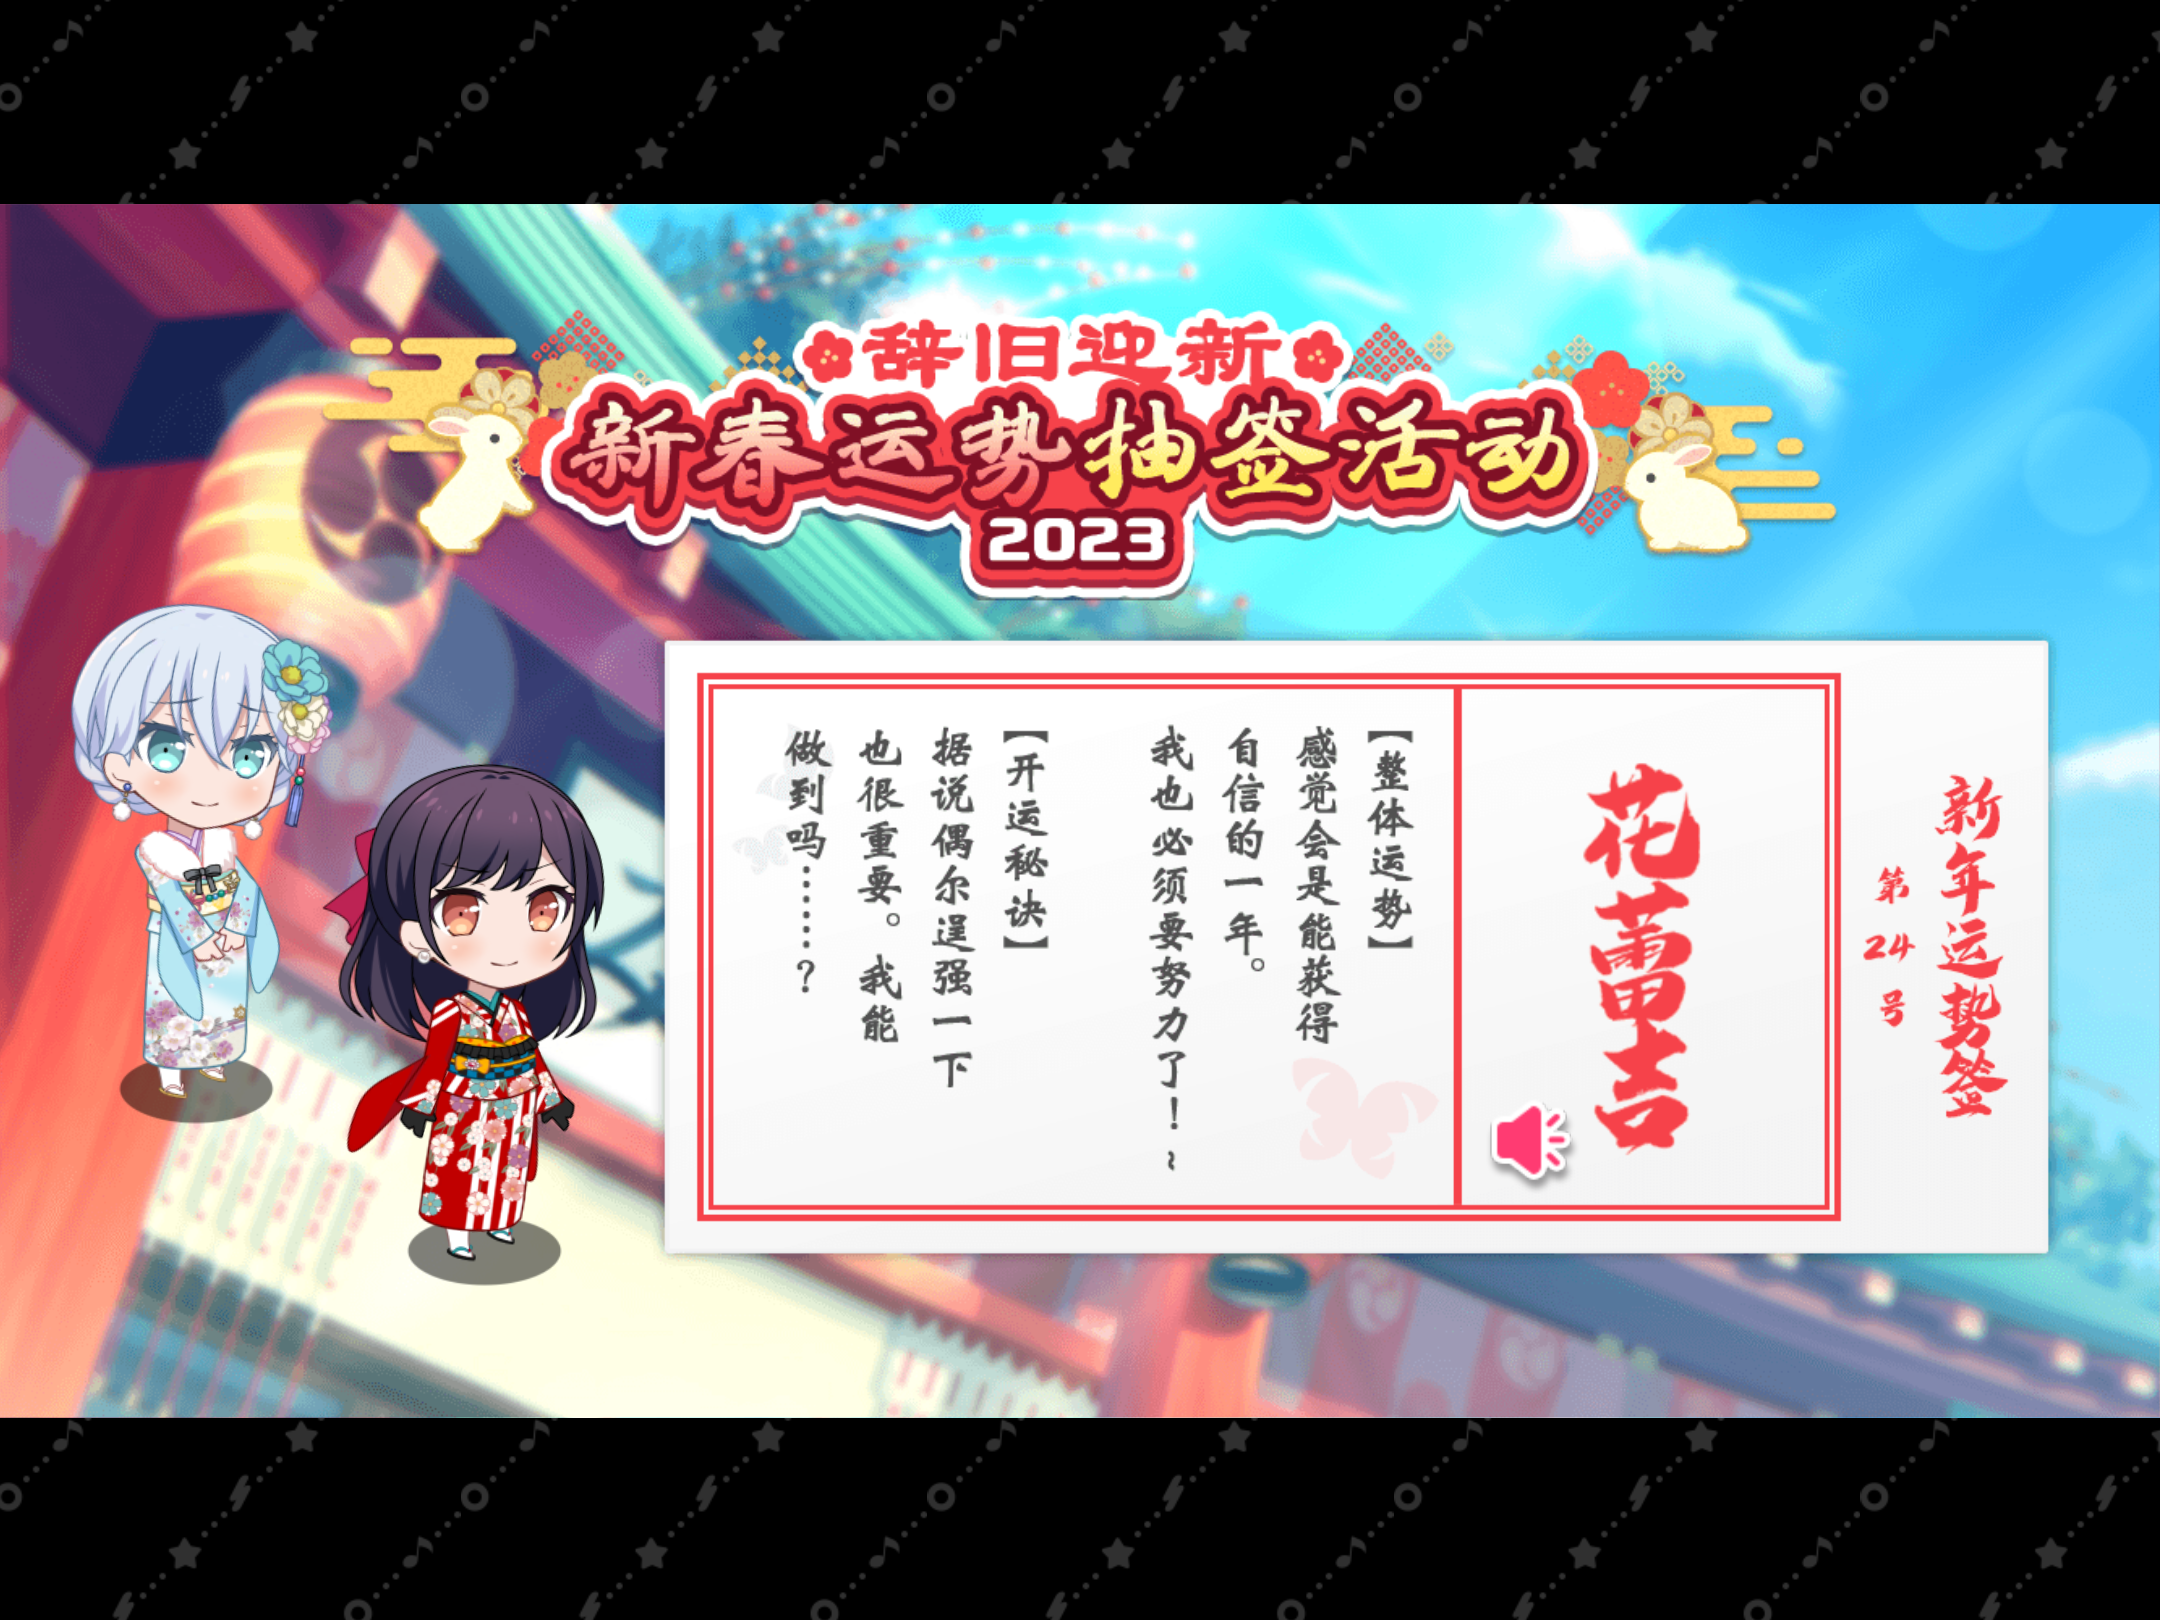 辞旧迎新
新春运势抽签活动
2023
新年运势签
第24号
花蕾吉
【整体运势】
感觉会是能获得
自信的一年。
我也必须要努力了！~
【开运秘诀】
据说偶尔逞强一下
也很重要。我能
做到吗……？